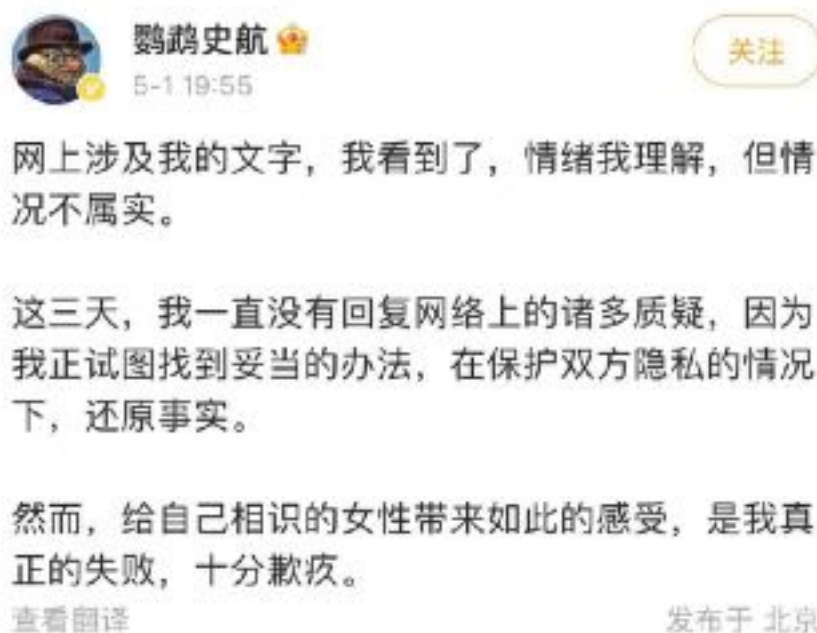 鹦鹉史航
关注
5-1 19:55
网上涉及我的文字，我看到了，情绪我理解，但情
况不属实。
这三天，我一直没有回复网络上的诸多质疑，因为
我正试图找到妥当的办法，在保护双方隐私的情况
下，还原事实。
然而，给自己相识的女性带来如此的感受，是我真
正的失败，十分歉疚。
查看翻译
发布于 北京